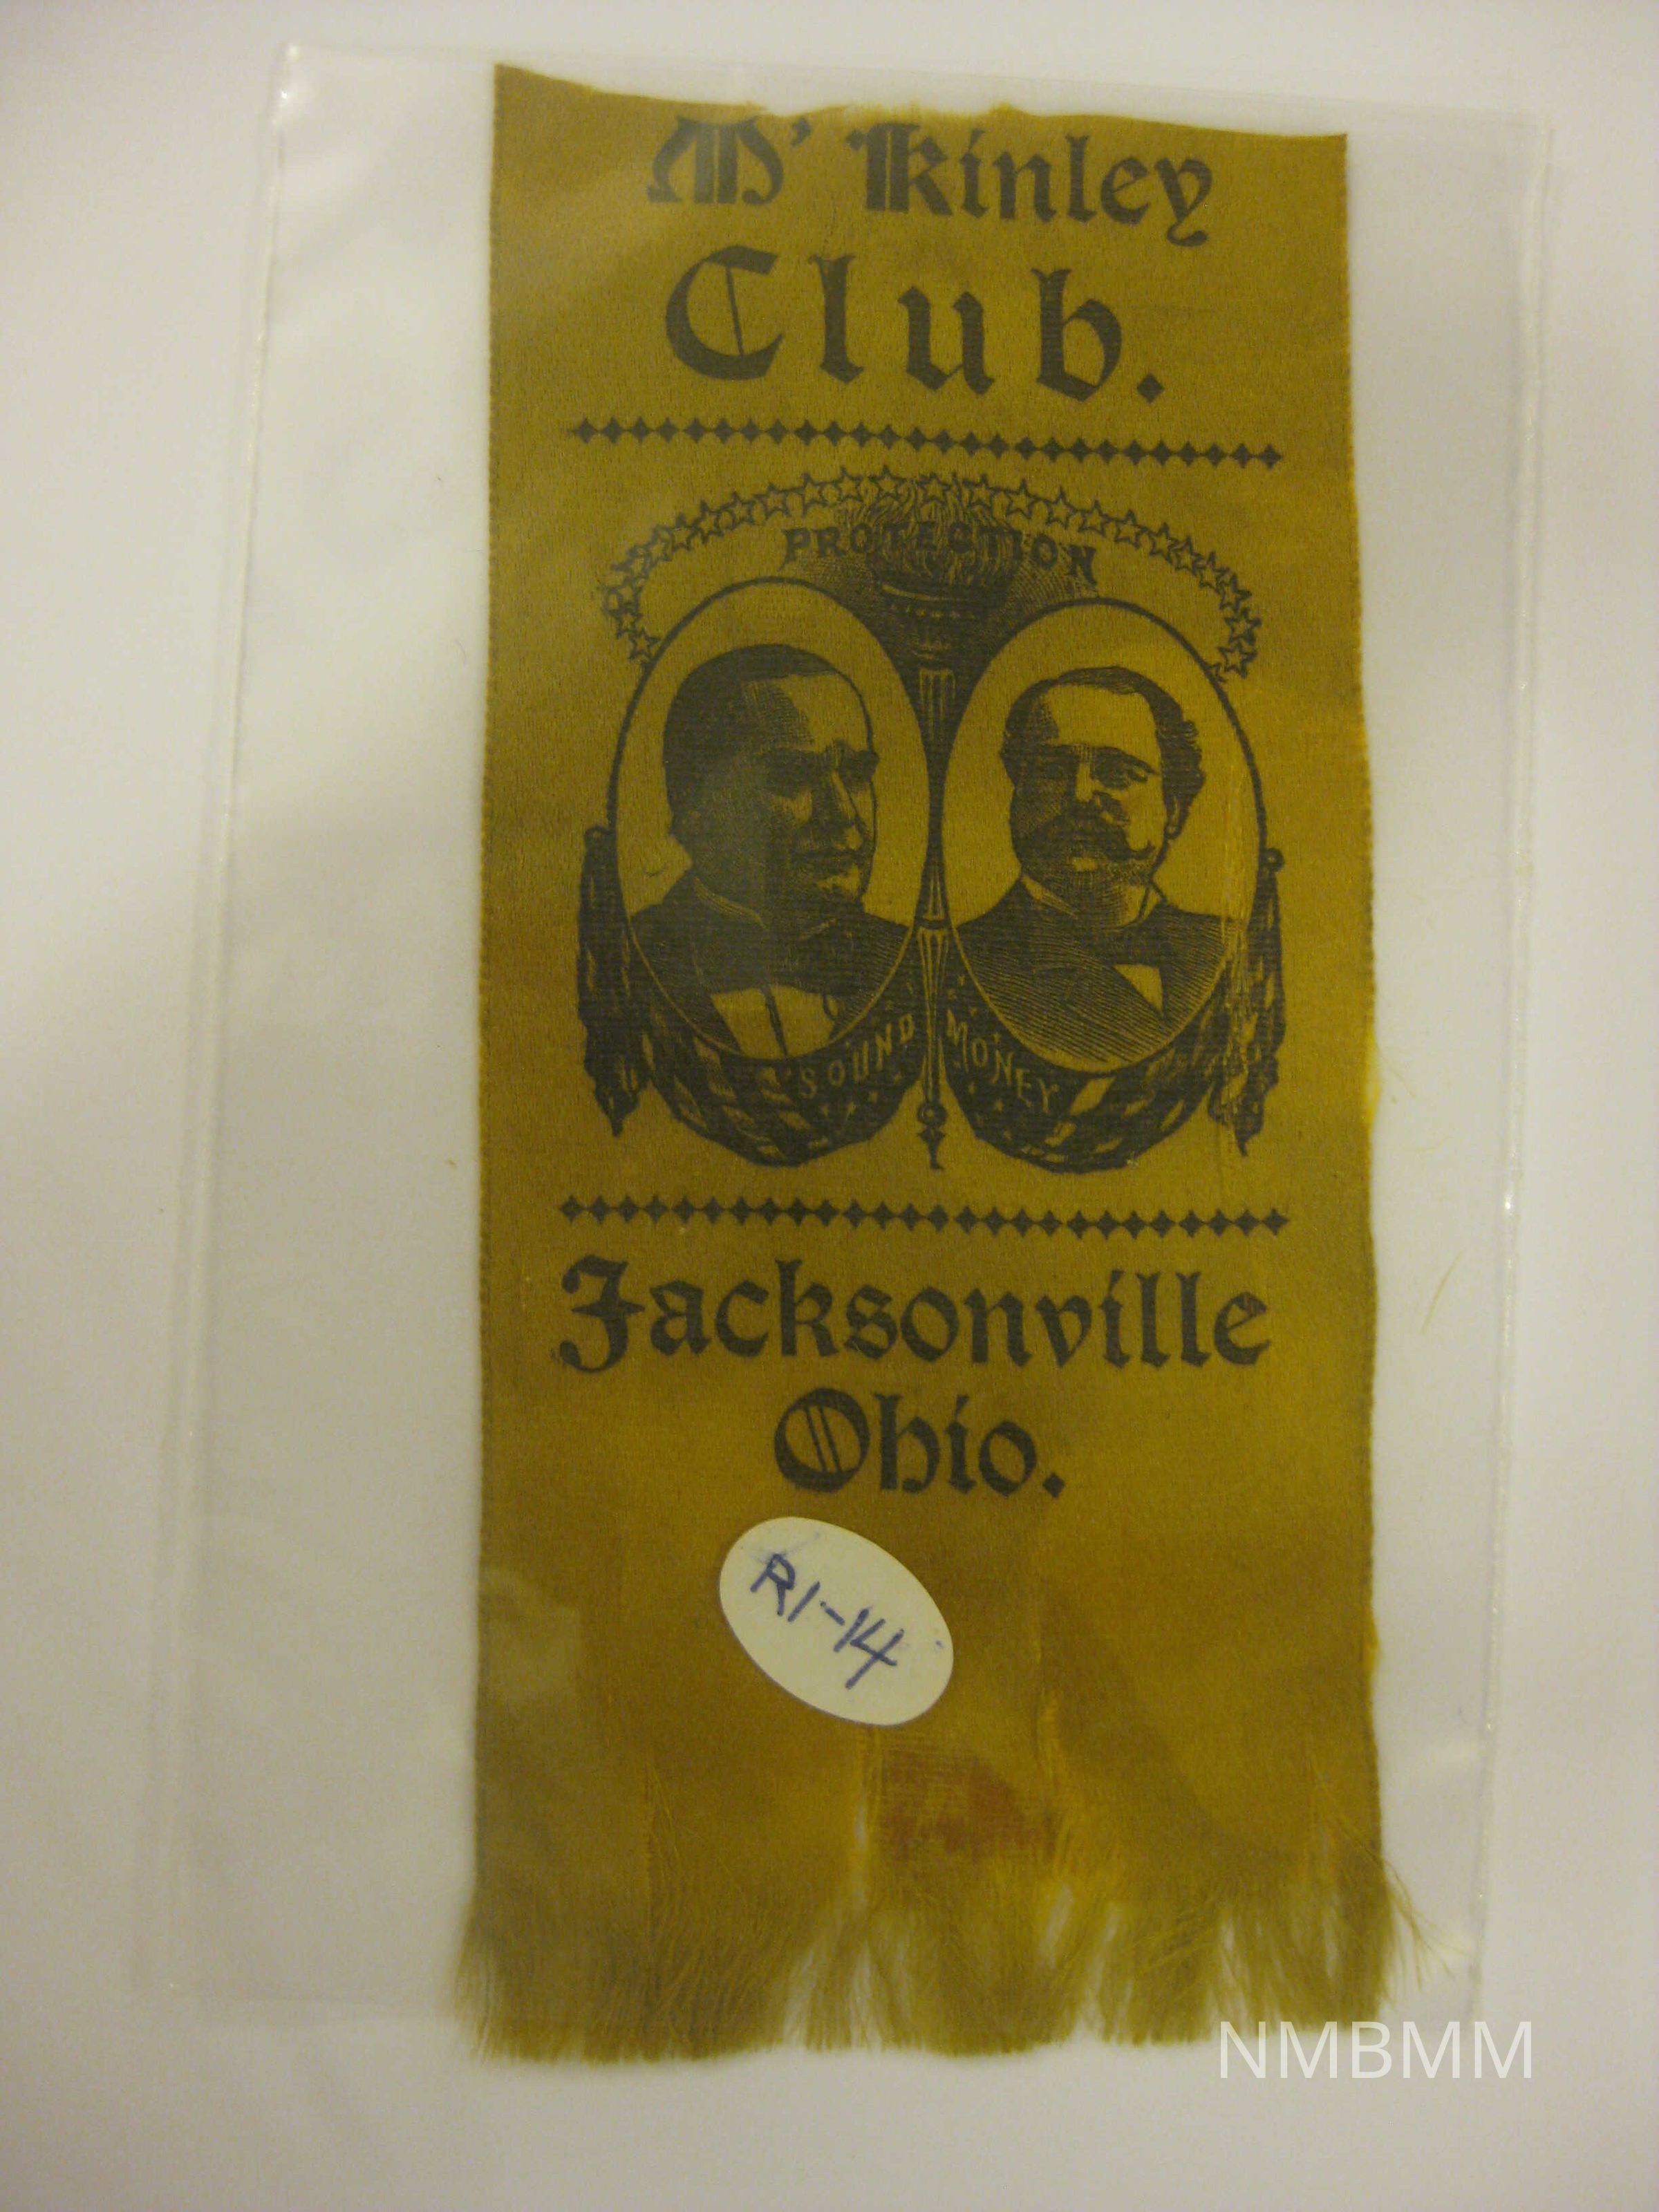 M' Kinley
Club.
PROTECTION
SOUND MONEY
Jacksonville
Ohio.
R1-14
NMBMM